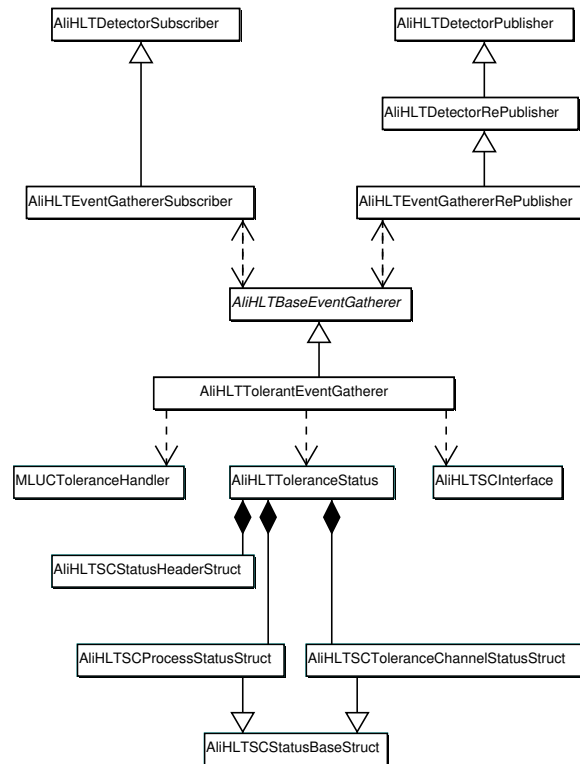 AliHLTDetectorSubscriber
AliHLTDetectorPublisher
AliHLTDetectorRePublisher
AliHLTEventGathererSubscriber
AliHLTEventGathererRePublisher
AliHLTBaseEventGatherer
AliHLTTolerantEventGatherer
MLUCToleranceHandler
AliHLTToleranceStatus
AliHLTSCInterface
AliHLTSCStatusHeaderStruct
AliHLTSCProcessStatusStruct
AliHLTSCToleranceChannelStatusStruct
AliHLTSCStatusBaseStruct